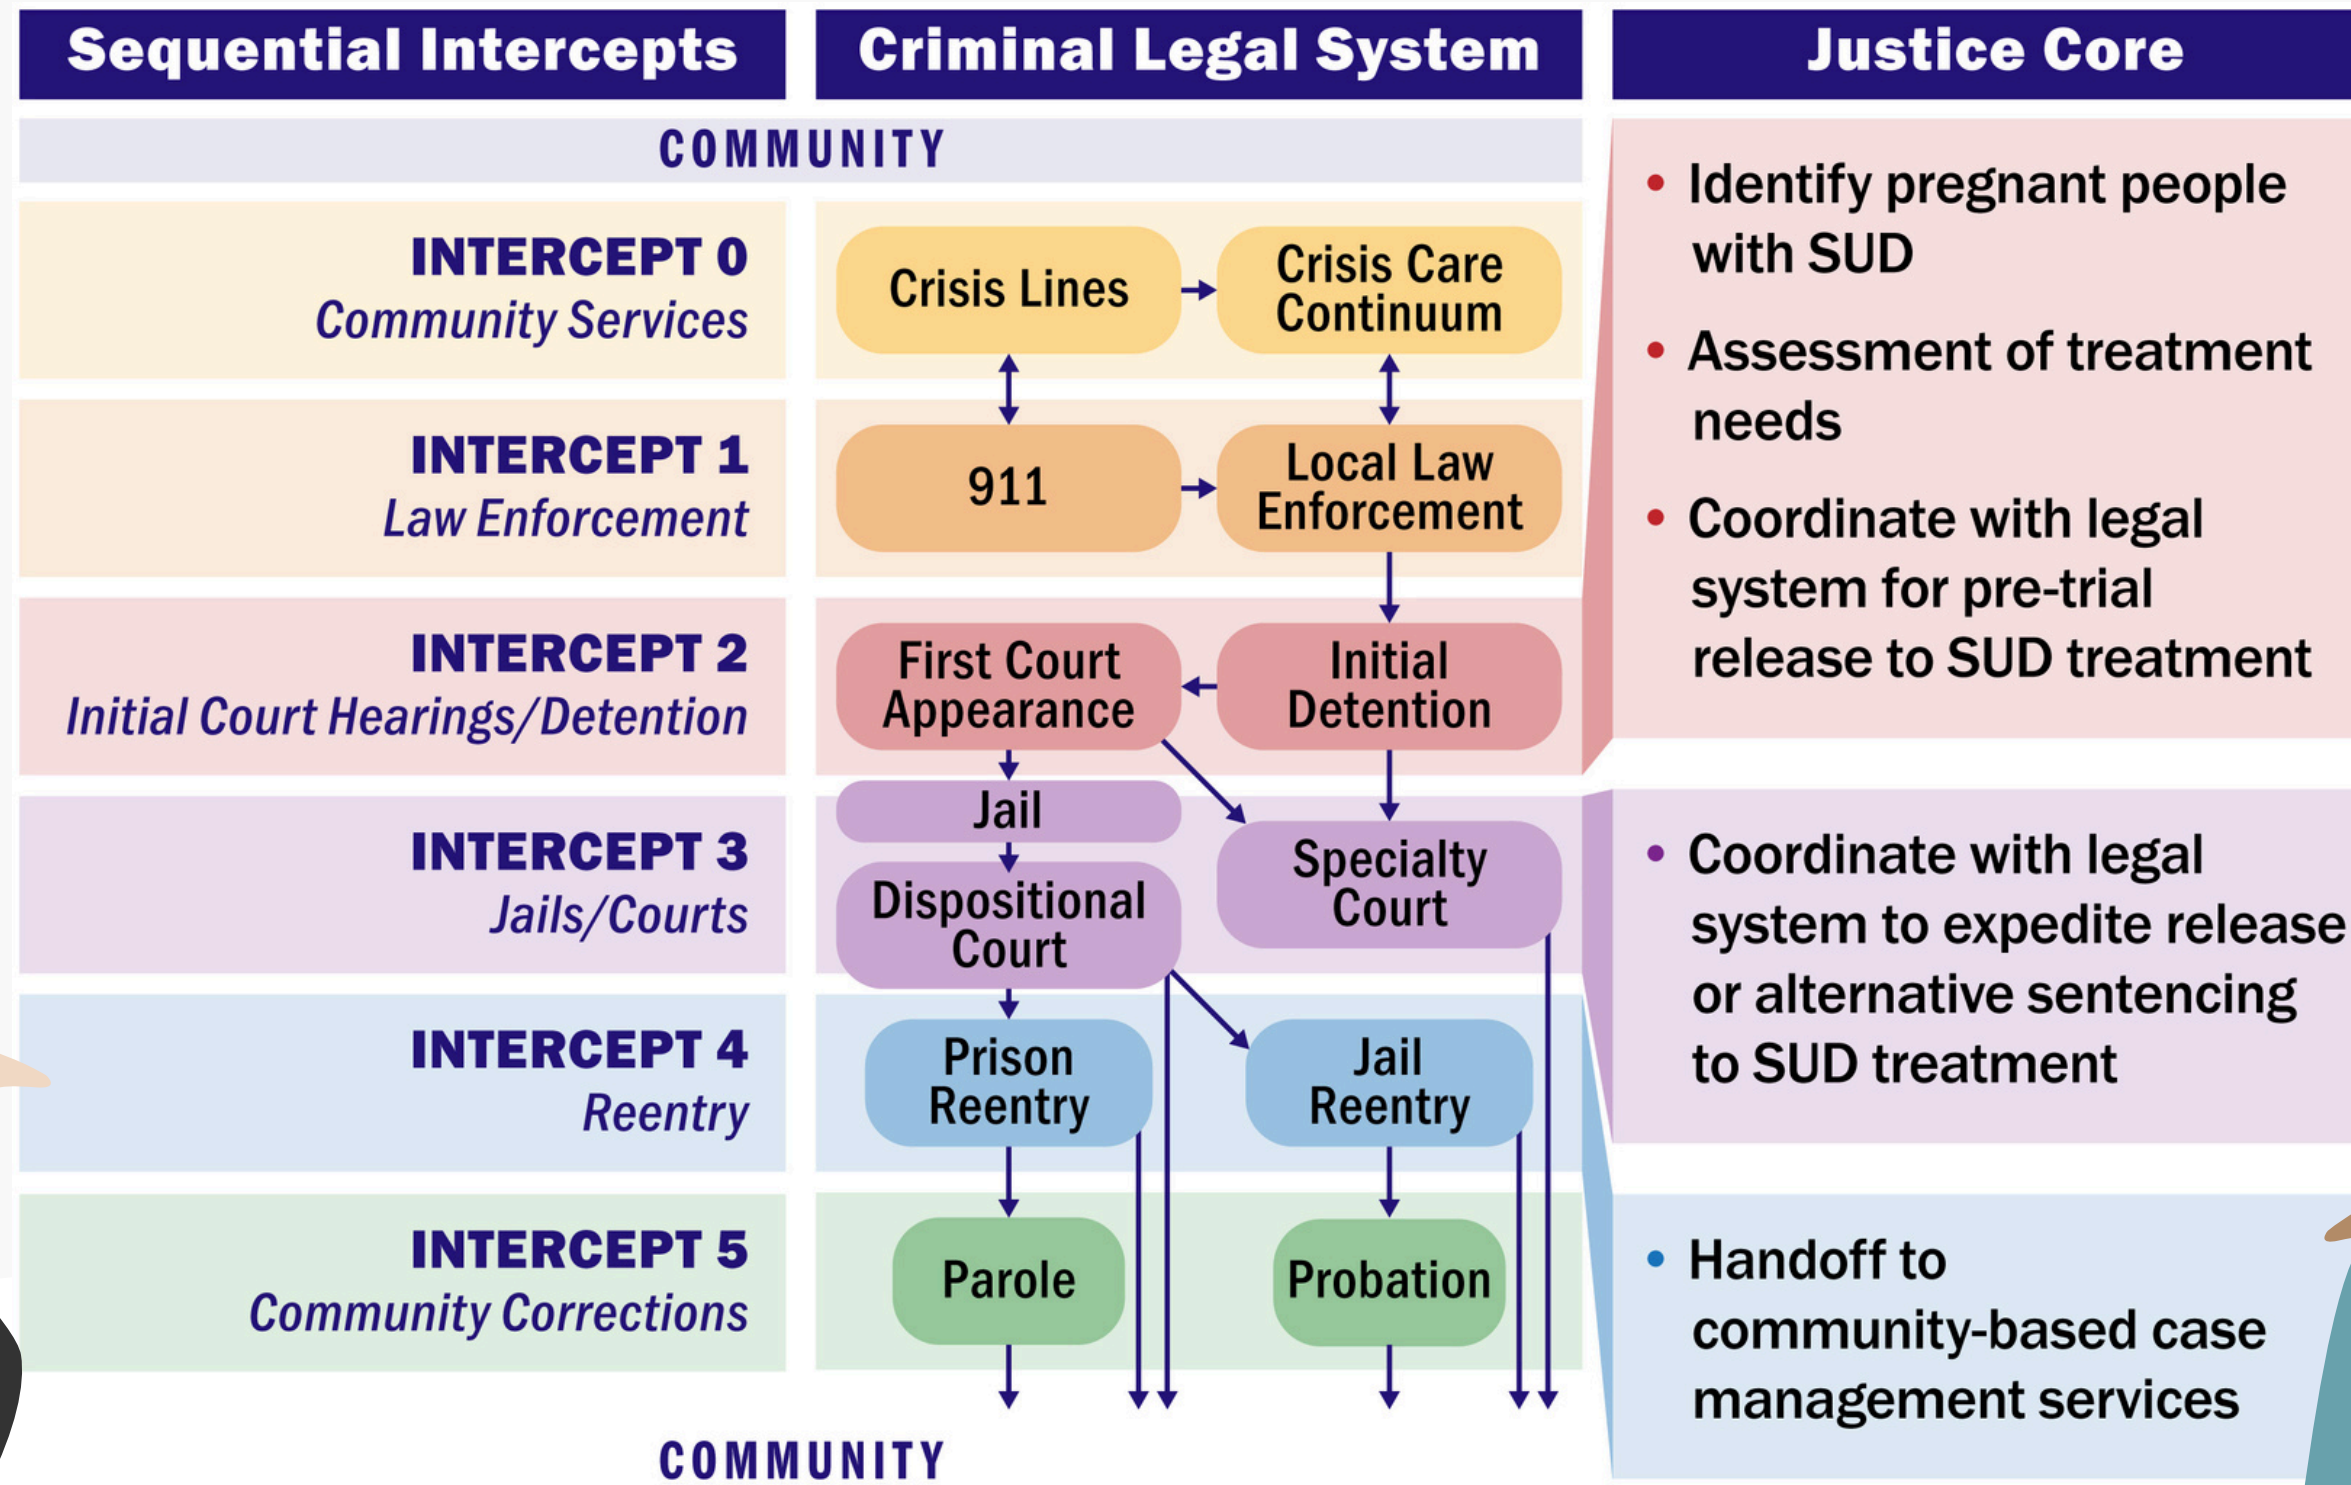 Sequential Intercepts
Criminal Legal System
Justice Core
COMMUNITY
INTERCEPT 0
Community Services
Crisis Lines
Crisis Care
Continuum
INTERCEPT 1
Law Enforcement
911
Local Law
Enforcement
INTERCEPT 2
Initial Court Hearings/Detention
First Court
Appearance
Initial
Detention
INTERCEPT 3
Jails/Courts
Jail
Dispositional
Court
Specialty
Court
INTERCEPT 4
Reentry
Prison
Reentry
Jail
Reentry
INTERCEPT 5
Community Corrections
Parole
Probation
COMMUNITY
• Identify pregnant people
with SUD
• Assessment of treatment
needs
• Coordinate with legal
system for pre-trial
release to SUD treatment
• Coordinate with legal
system to expedite release
or alternative sentencing
to SUD treatment
• Handoff to
community-based case
management services